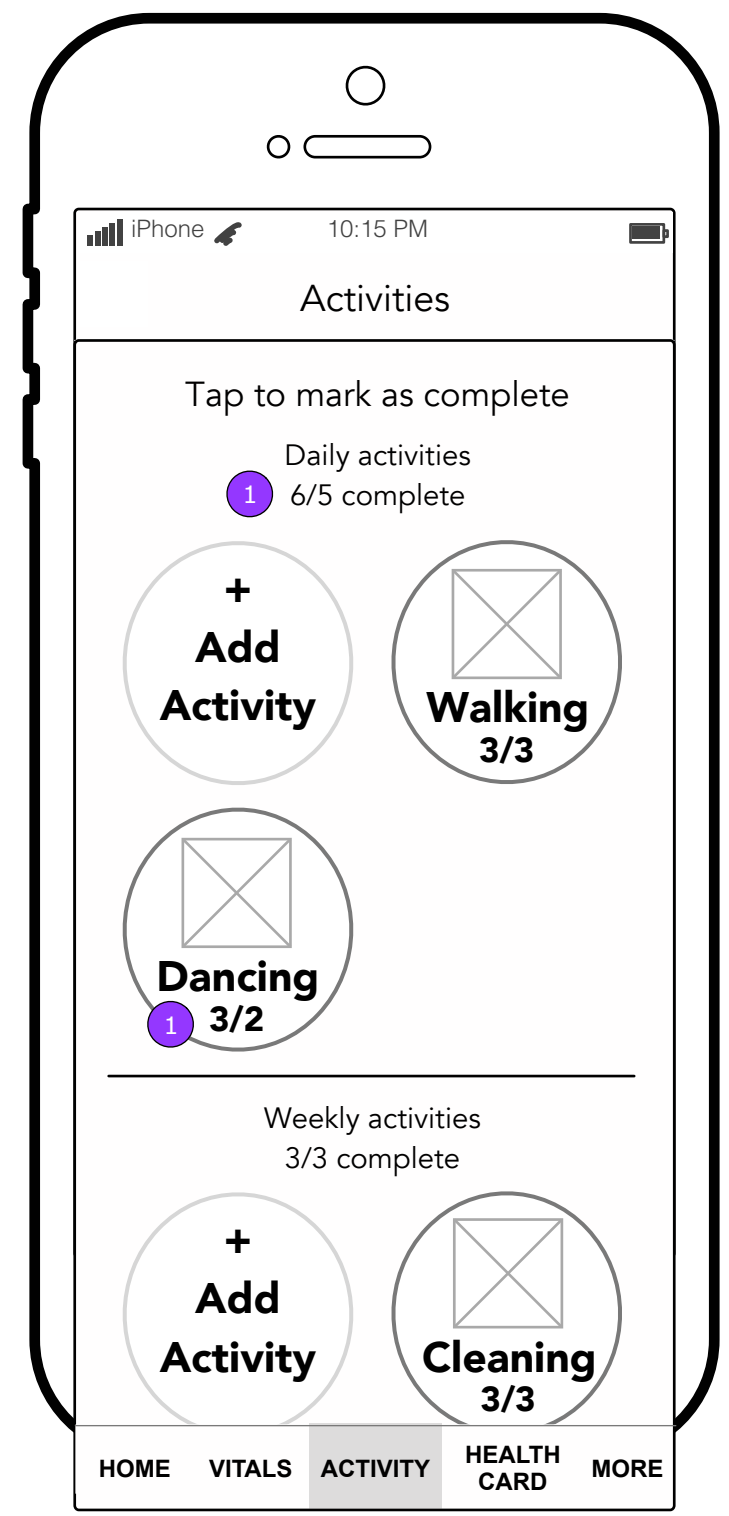 iPhone 10:15 PM
Activities
Tap to mark as complete
Daily activities
1 6/5 complete
+
Add
Activity
Walking
3/3
Dancing
1 3/2
Weekly activities
3/3 complete
+
Add
Activity
Cleaning
3/3
HOME VITALS ACTIVITY HEALTH CARD MORE